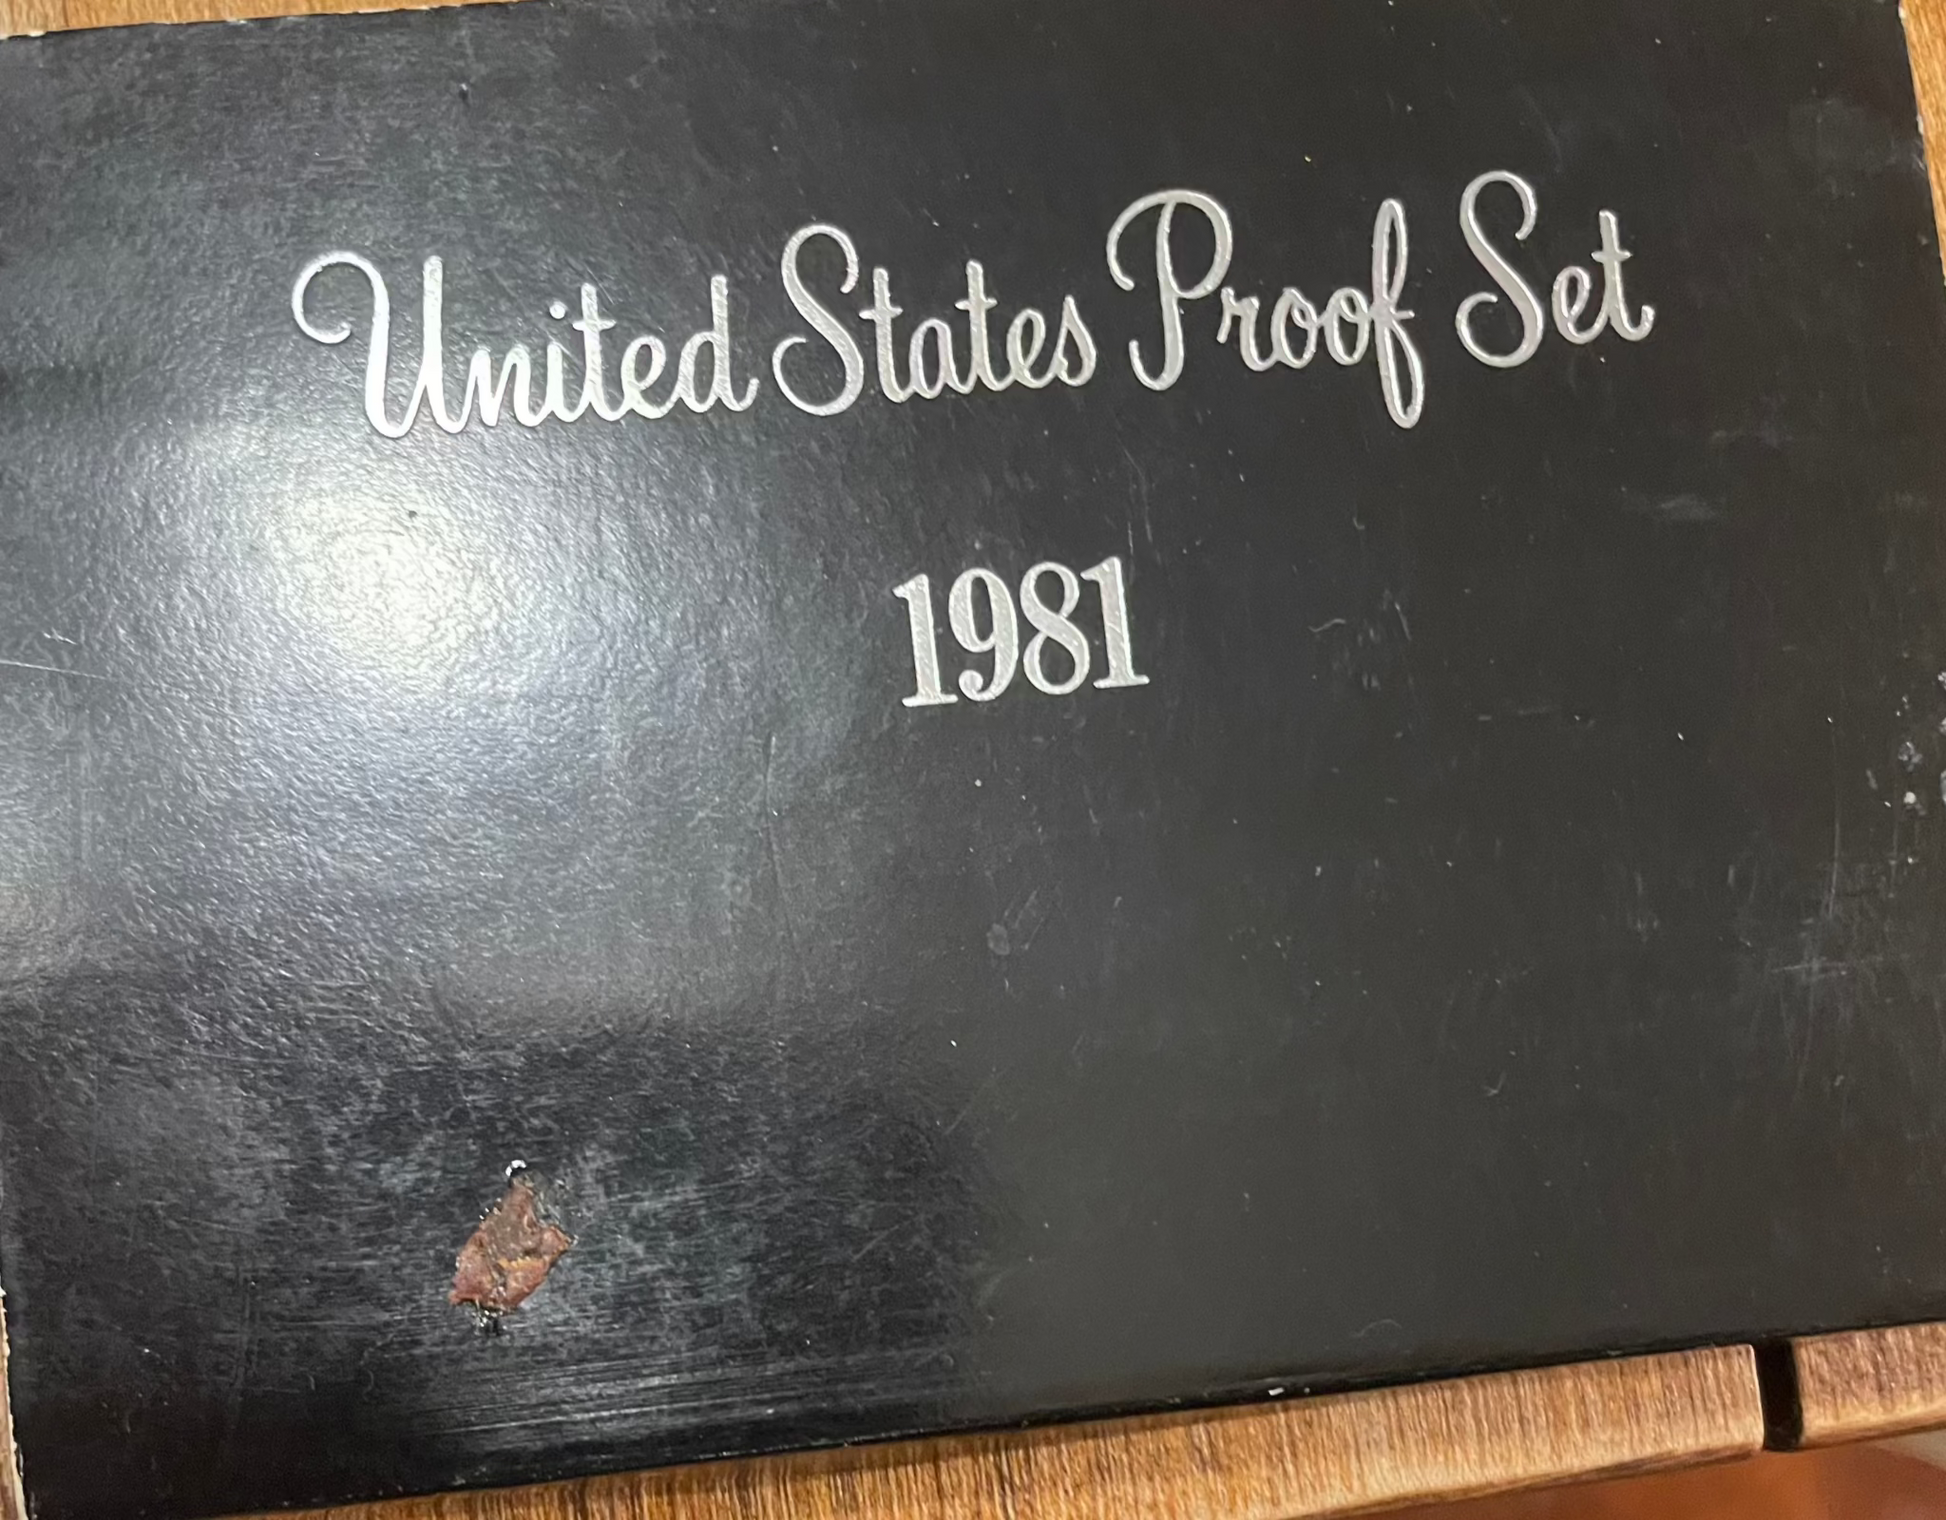 United States Proof Set
1981